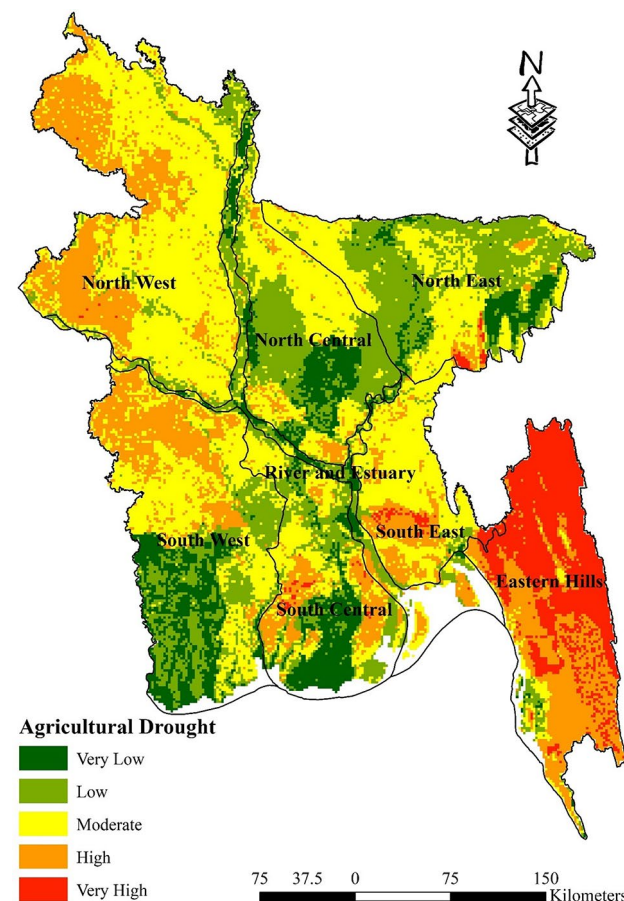 N
North West
North East
North Central
River and Estuary
South West
South East
Eastern Hills
South Central
Agricultural Drought
Very Low
Low
Moderate
High
Very High
75 37.5 0 75 150
Kilometers